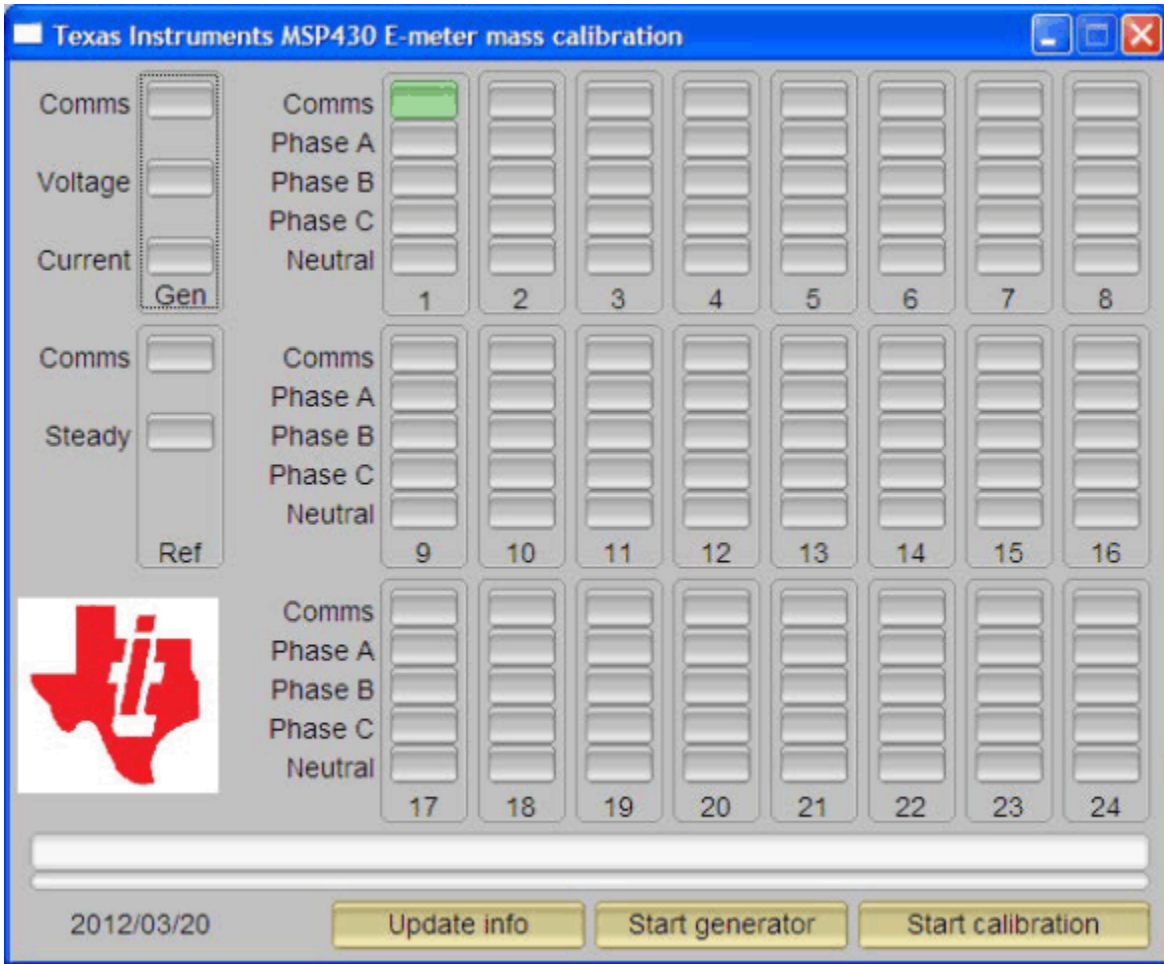 Texas Instruments MSP430 E-meter mass calibration
Comms
Voltage
Current
Gen
Comms
Phase A
Phase B
Phase C
Neutral
1 2 3 4 5 6 7 8
Comms
Steady
Ref
Comms
Phase A
Phase B
Phase C
Neutral
9 10 11 12 13 14 15 16
Comms
Phase A
Phase B
Phase C
Neutral
17 18 19 20 21 22 23 24
2012/03/20
Update info
Start generator
Start calibration